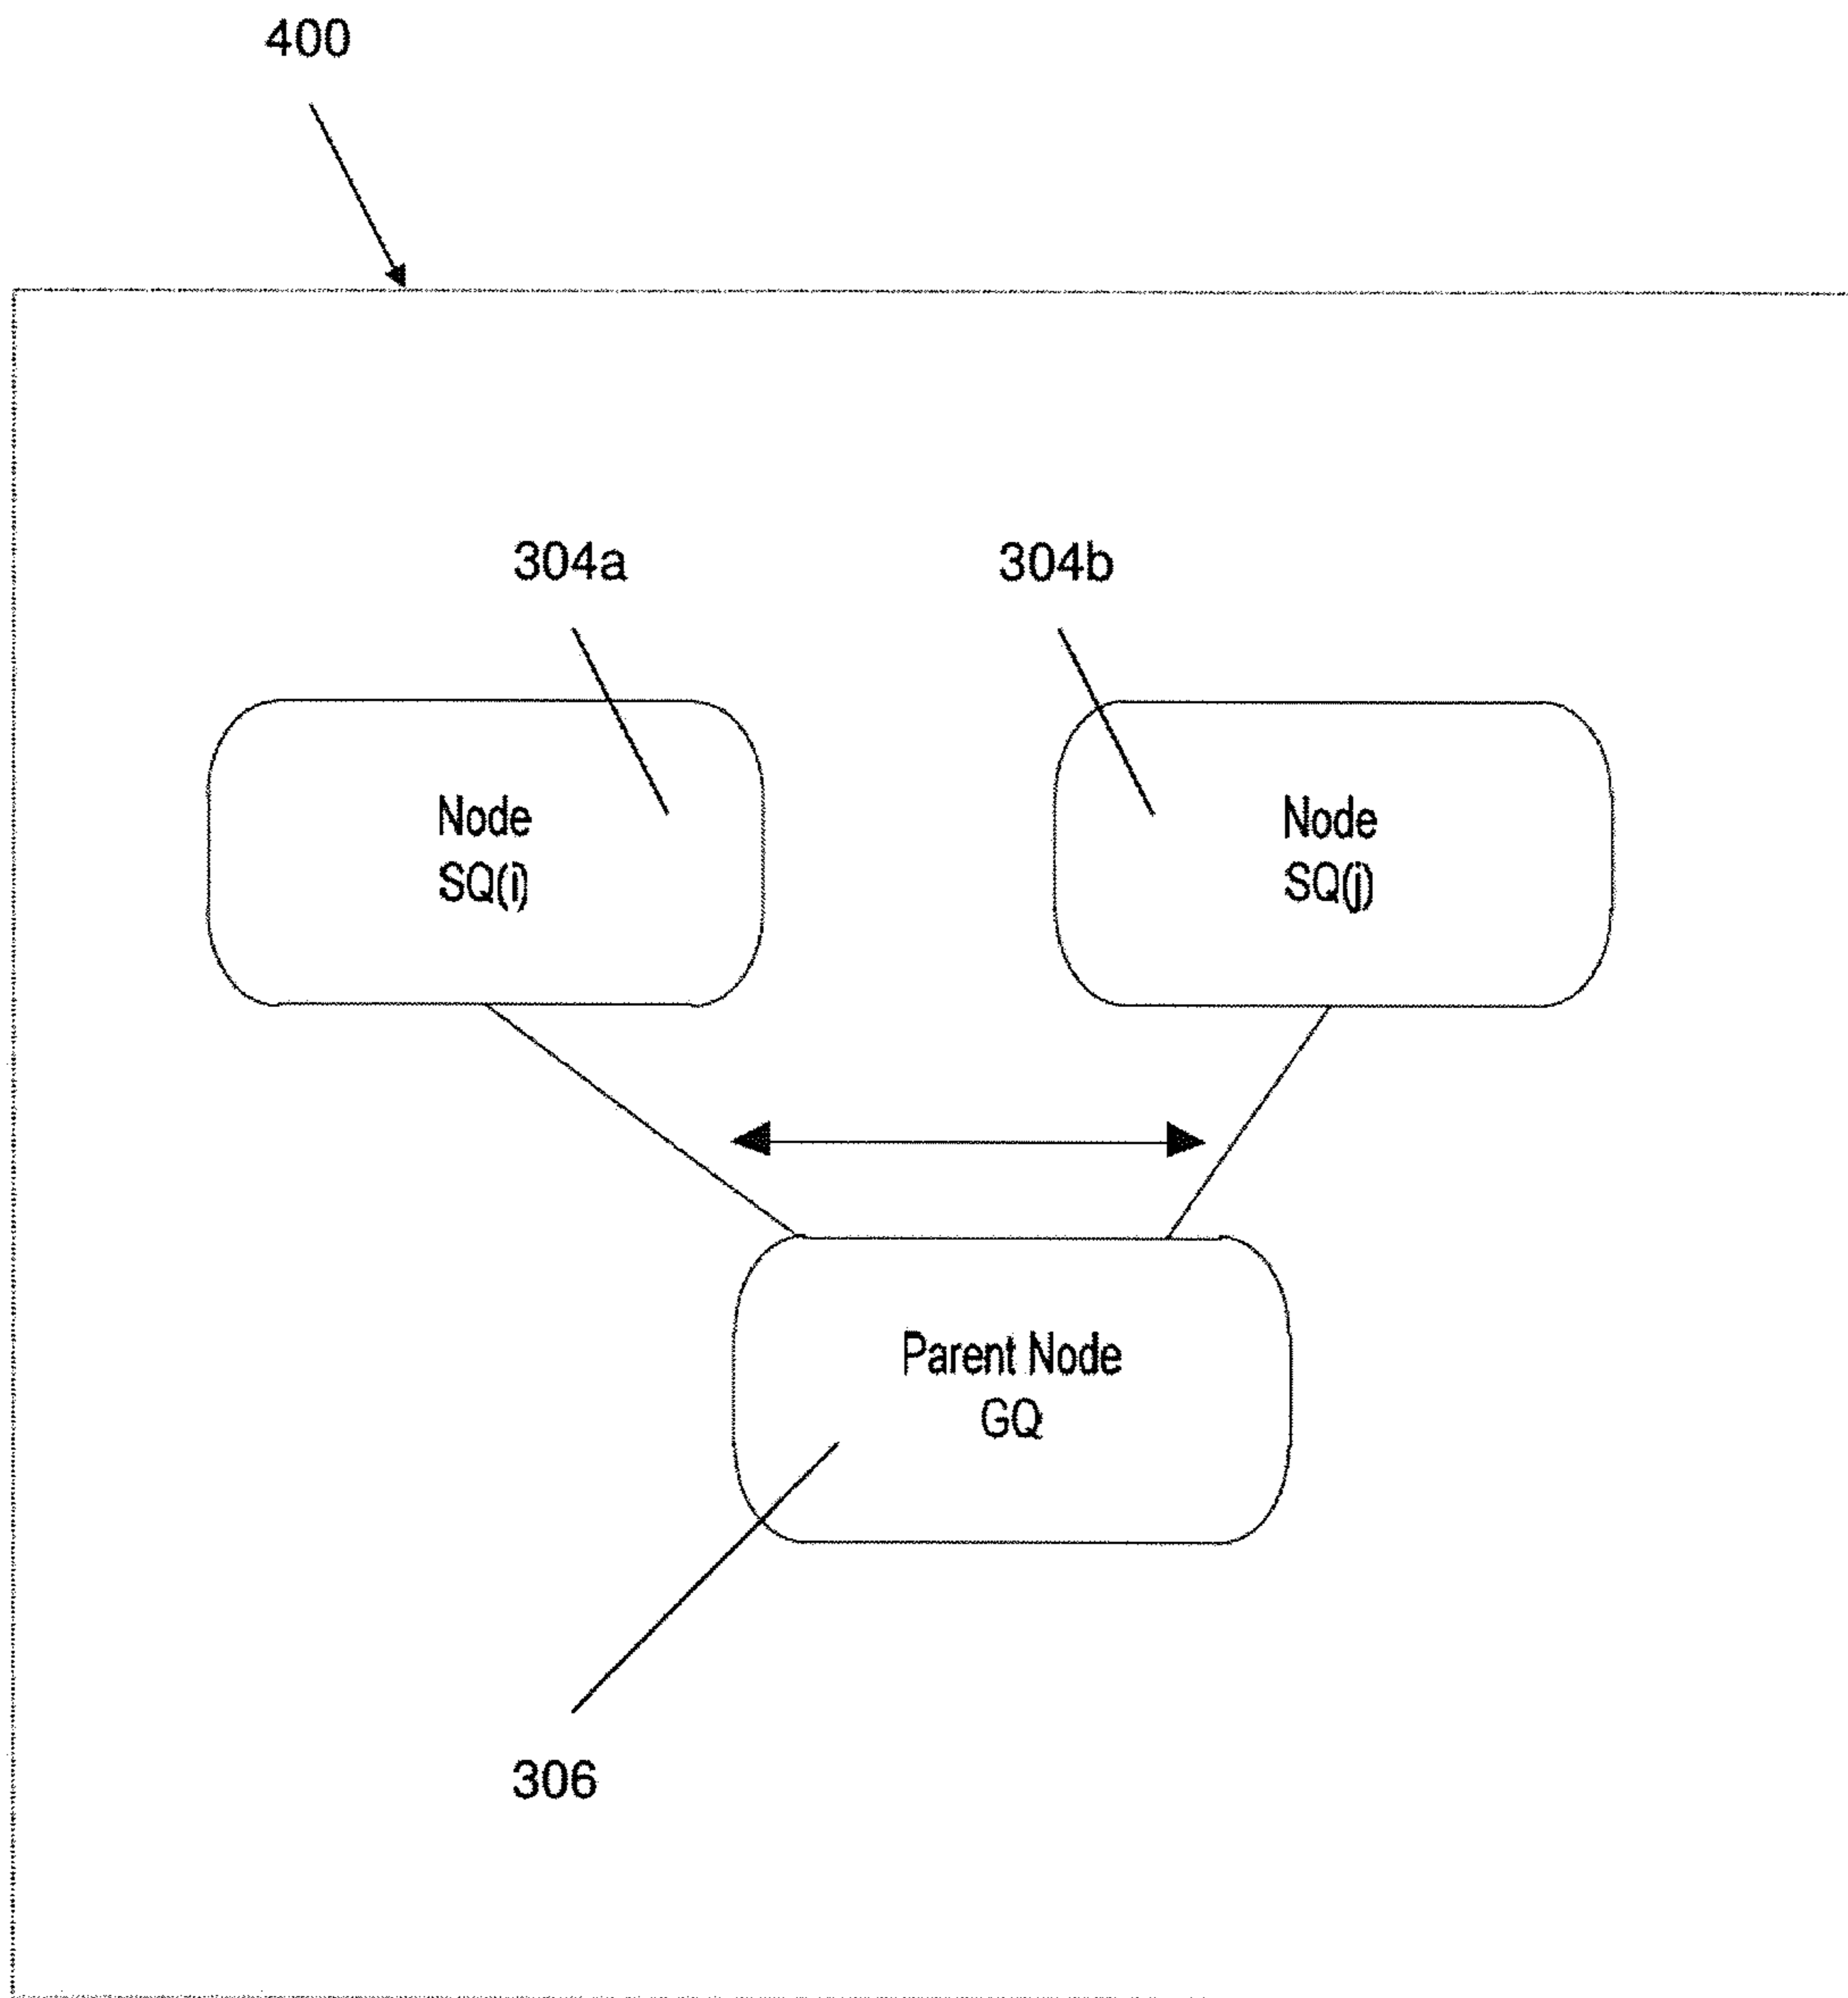 400
304a
304b
Node
SQ(i)
Node
SQ(j)
Parent Node
GQ
306